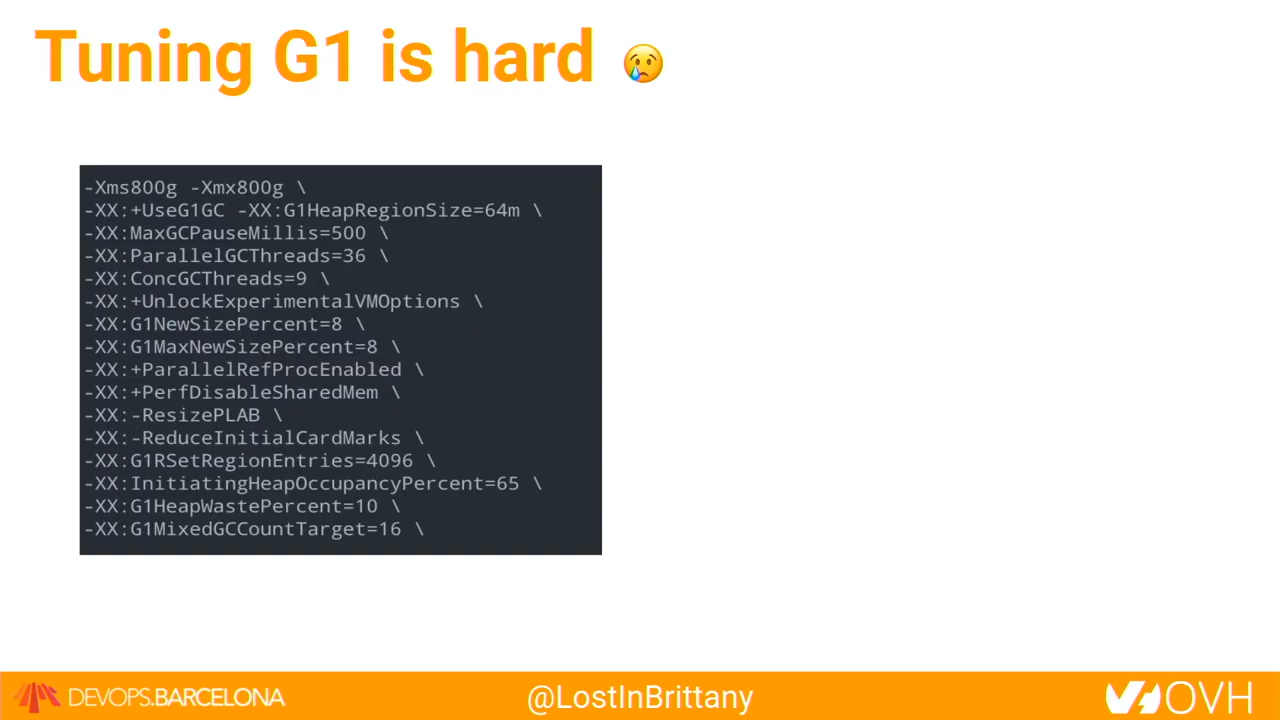 Tuning G1 is hard 😢
-Xms800g -Xmx800g \
-XX:+UseG1GC -XX:G1HeapRegionSize=64m \
-XX:MaxGCPauseMillis=500 \
-XX:ParallelGCThreads=36 \
-XX:ConcGCThreads=9 \
-XX:+UnlockExperimentalVMOptions \
-XX:G1NewSizePercent=8 \
-XX:G1MaxNewSizePercent=8 \
-XX:+ParallelRefProcEnabled \
-XX:+PerfDisableSharedMem \
-XX:-ResizePLAB \
-XX:-ReduceInitialCardMarks \
-XX:G1RSetRegionEntries=4096 \
-XX:InitiatingHeapOccupancyPercent=65 \
-XX:G1HeapWastePercent=10 \
-XX:G1MixedGCCountTarget=16 \
DEVOPS.BARCELONA
@LostInBrittany
OVH